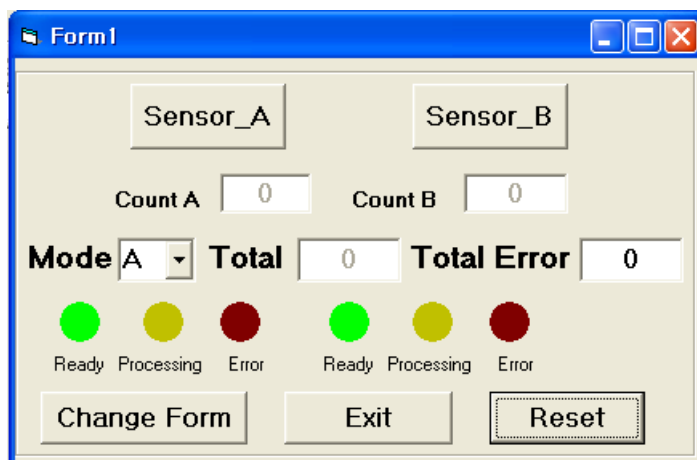 Form1
Sensor_A Sensor_B
Count A 0 Count B 0
Mode A Total 0 Total Error 0
Ready Processing Error Ready Processing Error
Change Form Exit Reset